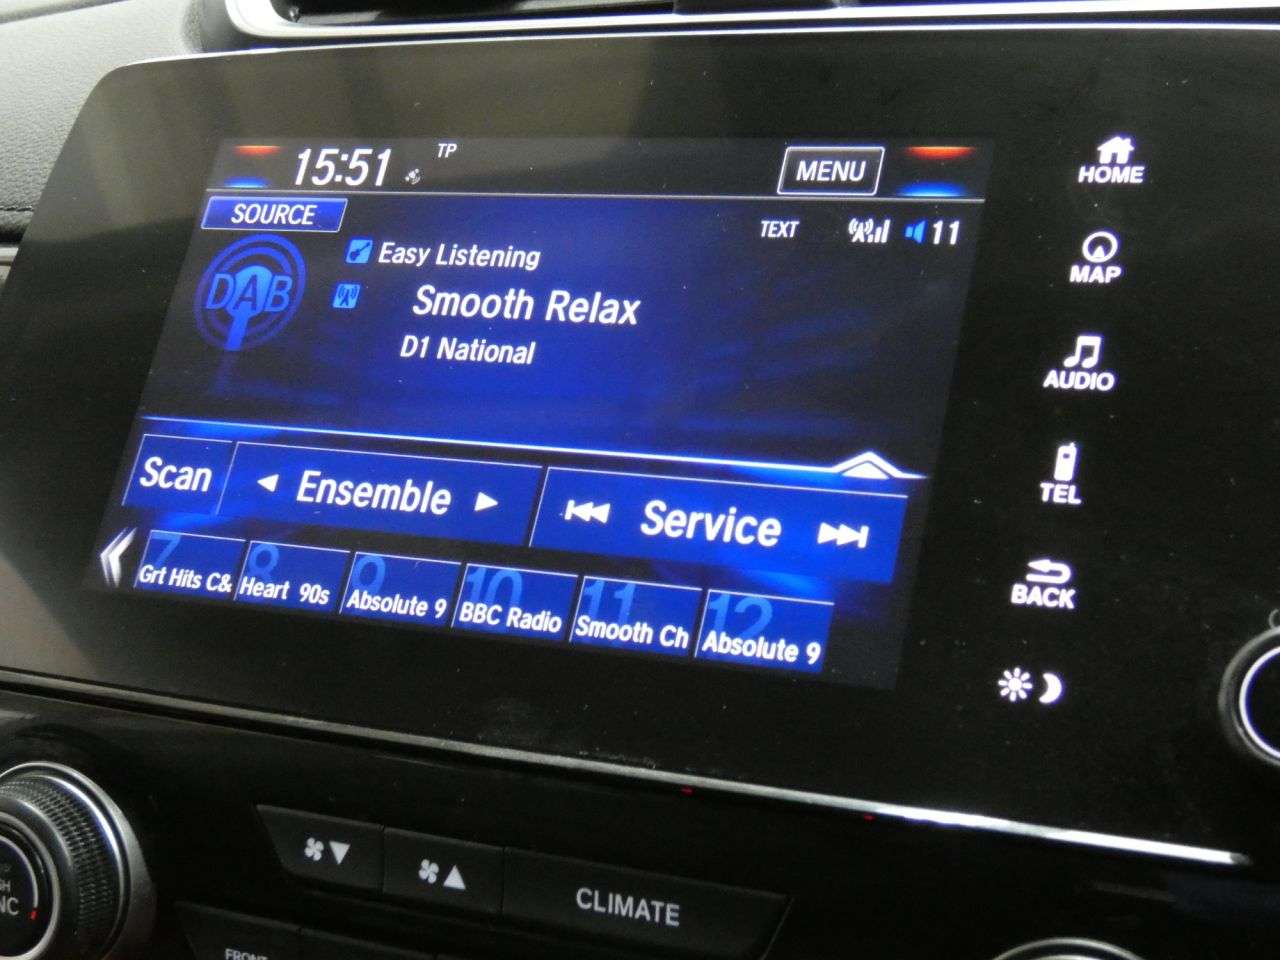 15:51 TP MENU
SOURCE
TEXT 11
DAB
Easy Listening
Smooth Relax
D1 National
Scan ◄ Ensemble ► Service
7 8 9 10 11 12
Grt Hits C& Heart 90s Absolute 9 BBC Radio Smooth Ch Absolute 9
HOME
MAP
AUDIO
TEL
BACK
CLIMATE
FRONT